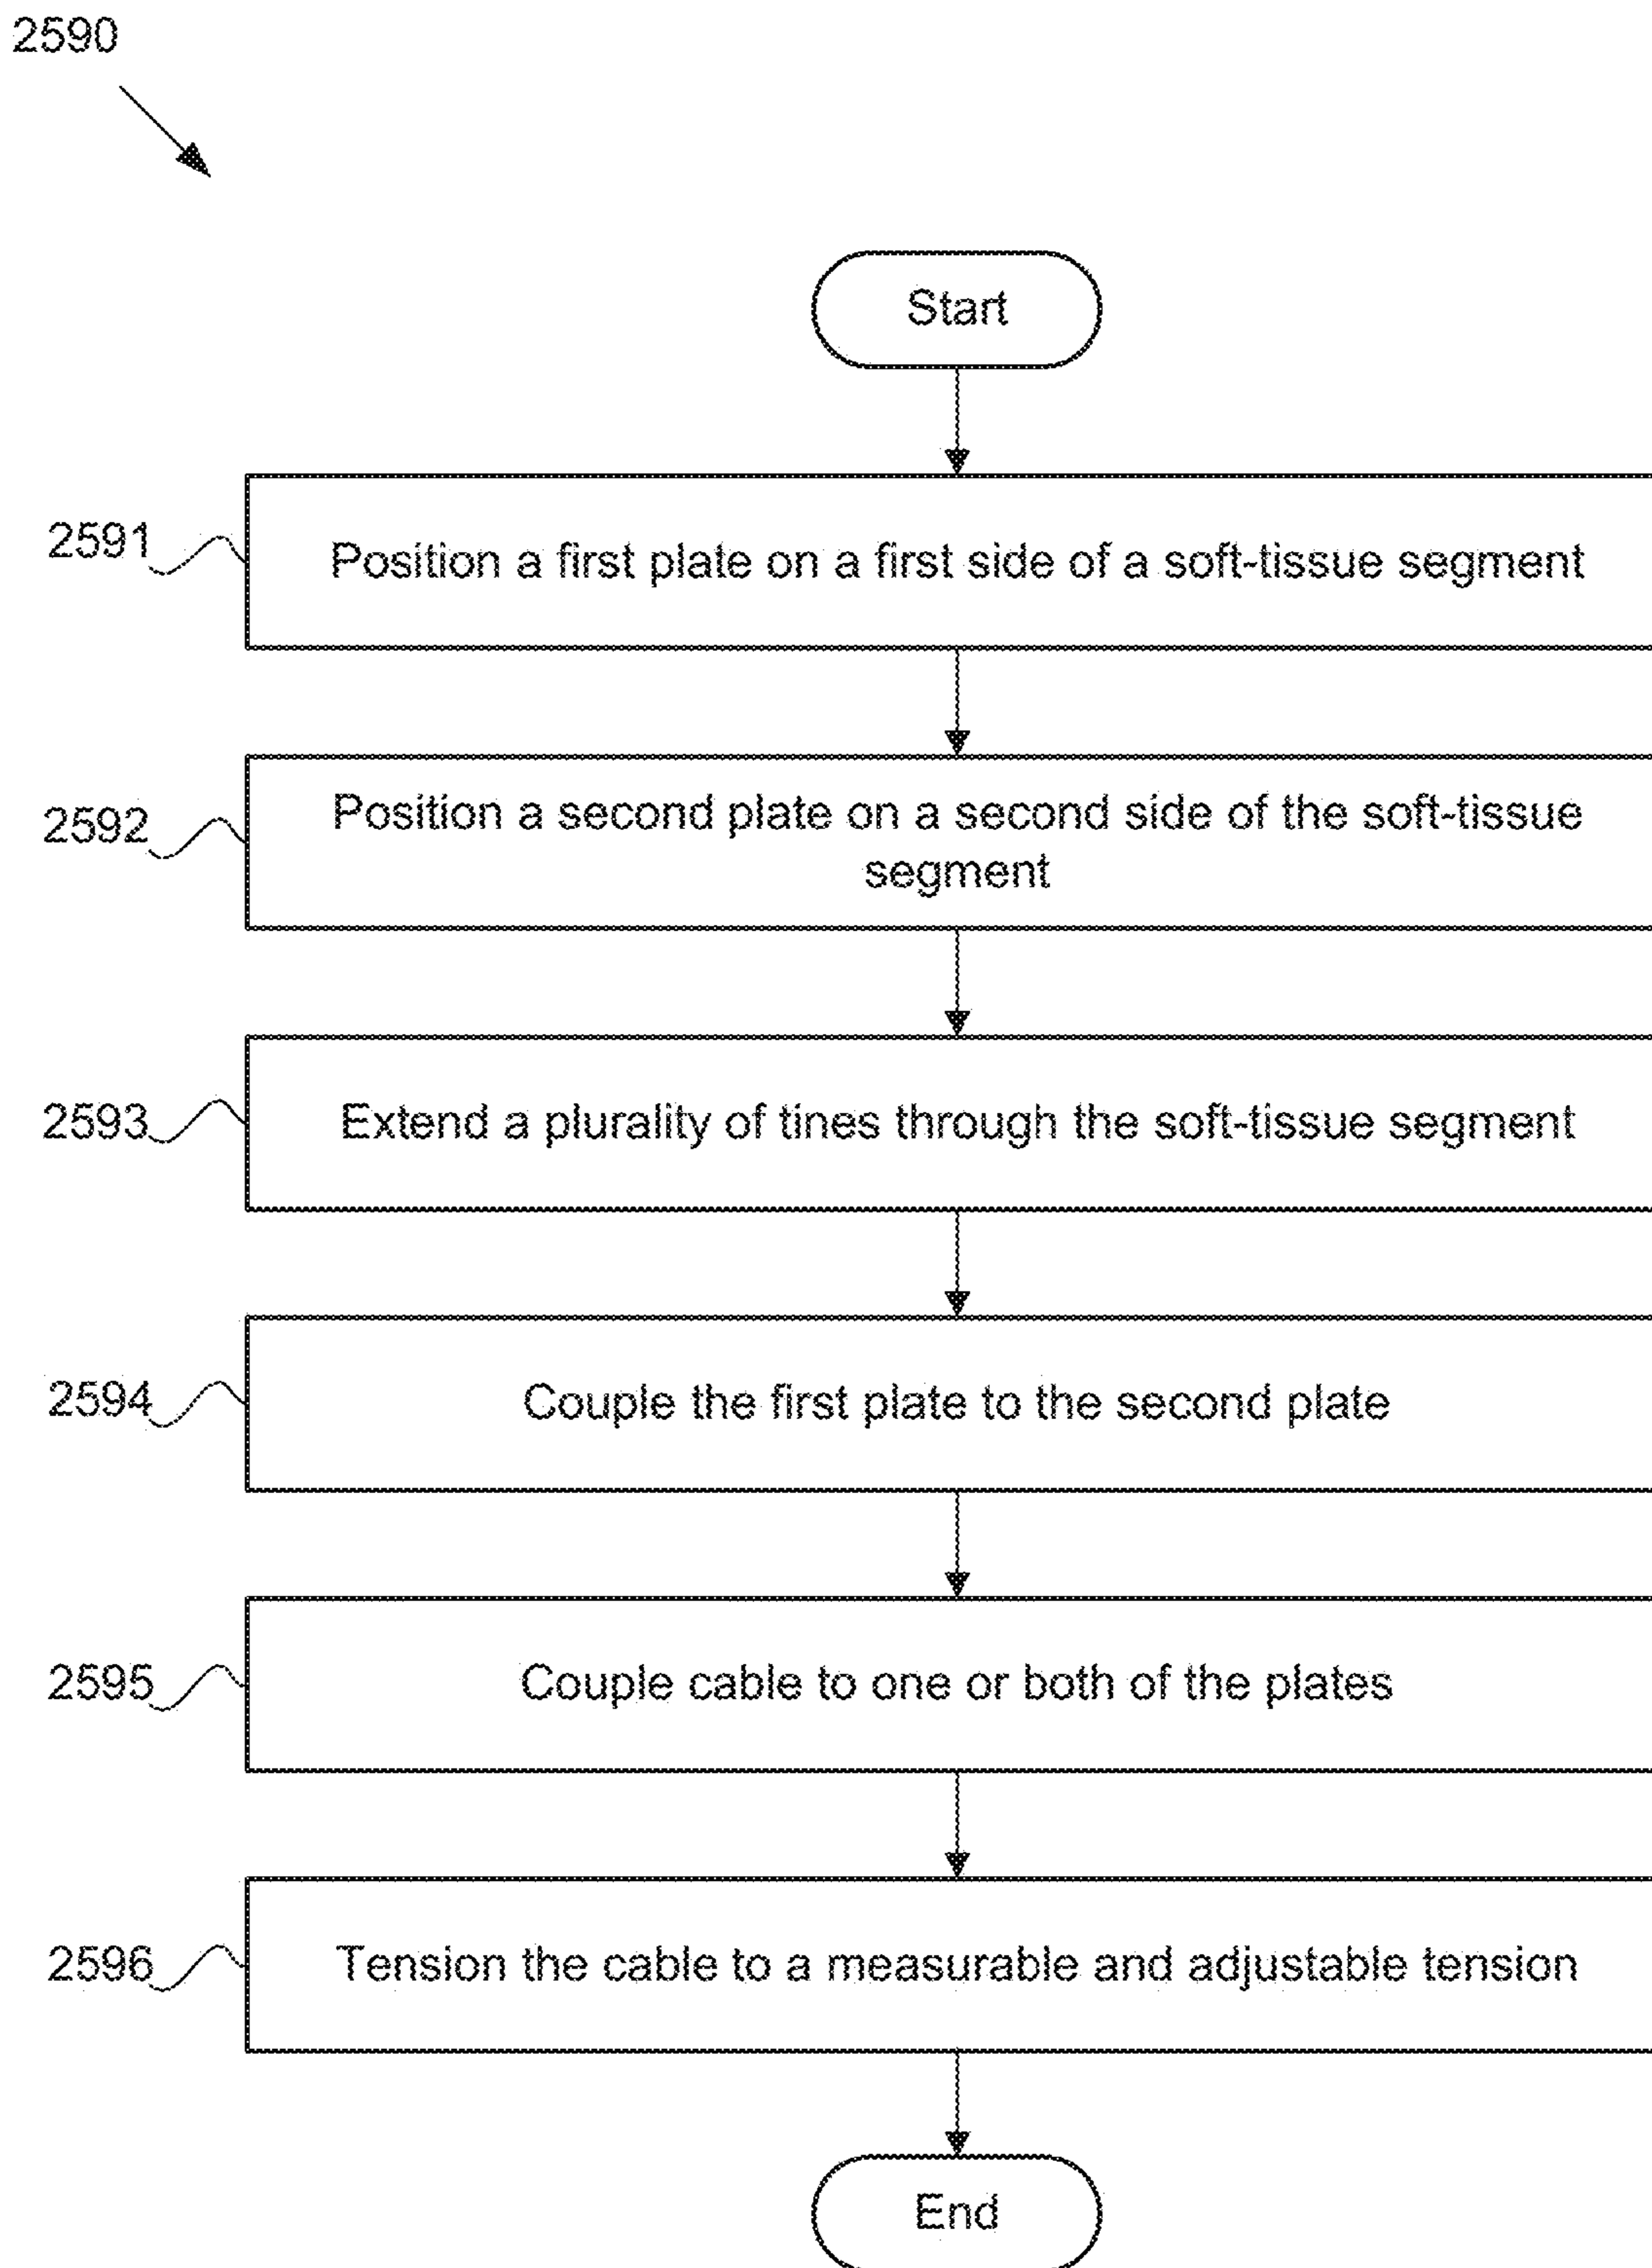 2590
Start
2591
Position a first plate on a first side of a soft-tissue segment
2592
Position a second plate on a second side of the soft-tissue
segment
2593
Extend a plurality of tines through the soft-tissue segment
2594
Couple the first plate to the second plate
2595
Couple cable to one or both of the plates
2596
Tension the cable to a measurable and adjustable tension
End